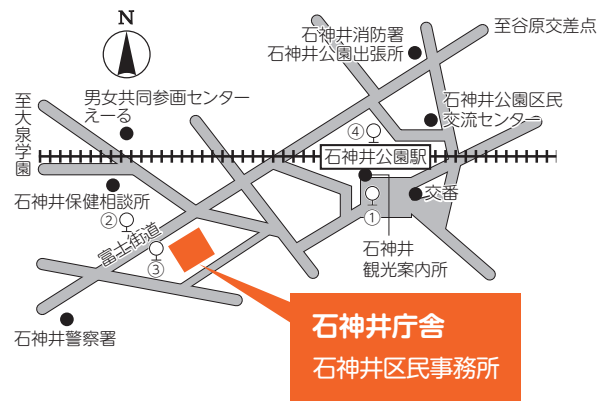 N
石神井消防署
石神井公園出張所
至谷原交差点
至大泉学園
男女共同参画センター
えーる
石神井公園区民
交流センター
④
石神井公園駅
石神井保健相談所
交番
②
①
富士街道
③
石神井
観光案内所
石神井警察署
石神井庁舎
石神井区民事務所